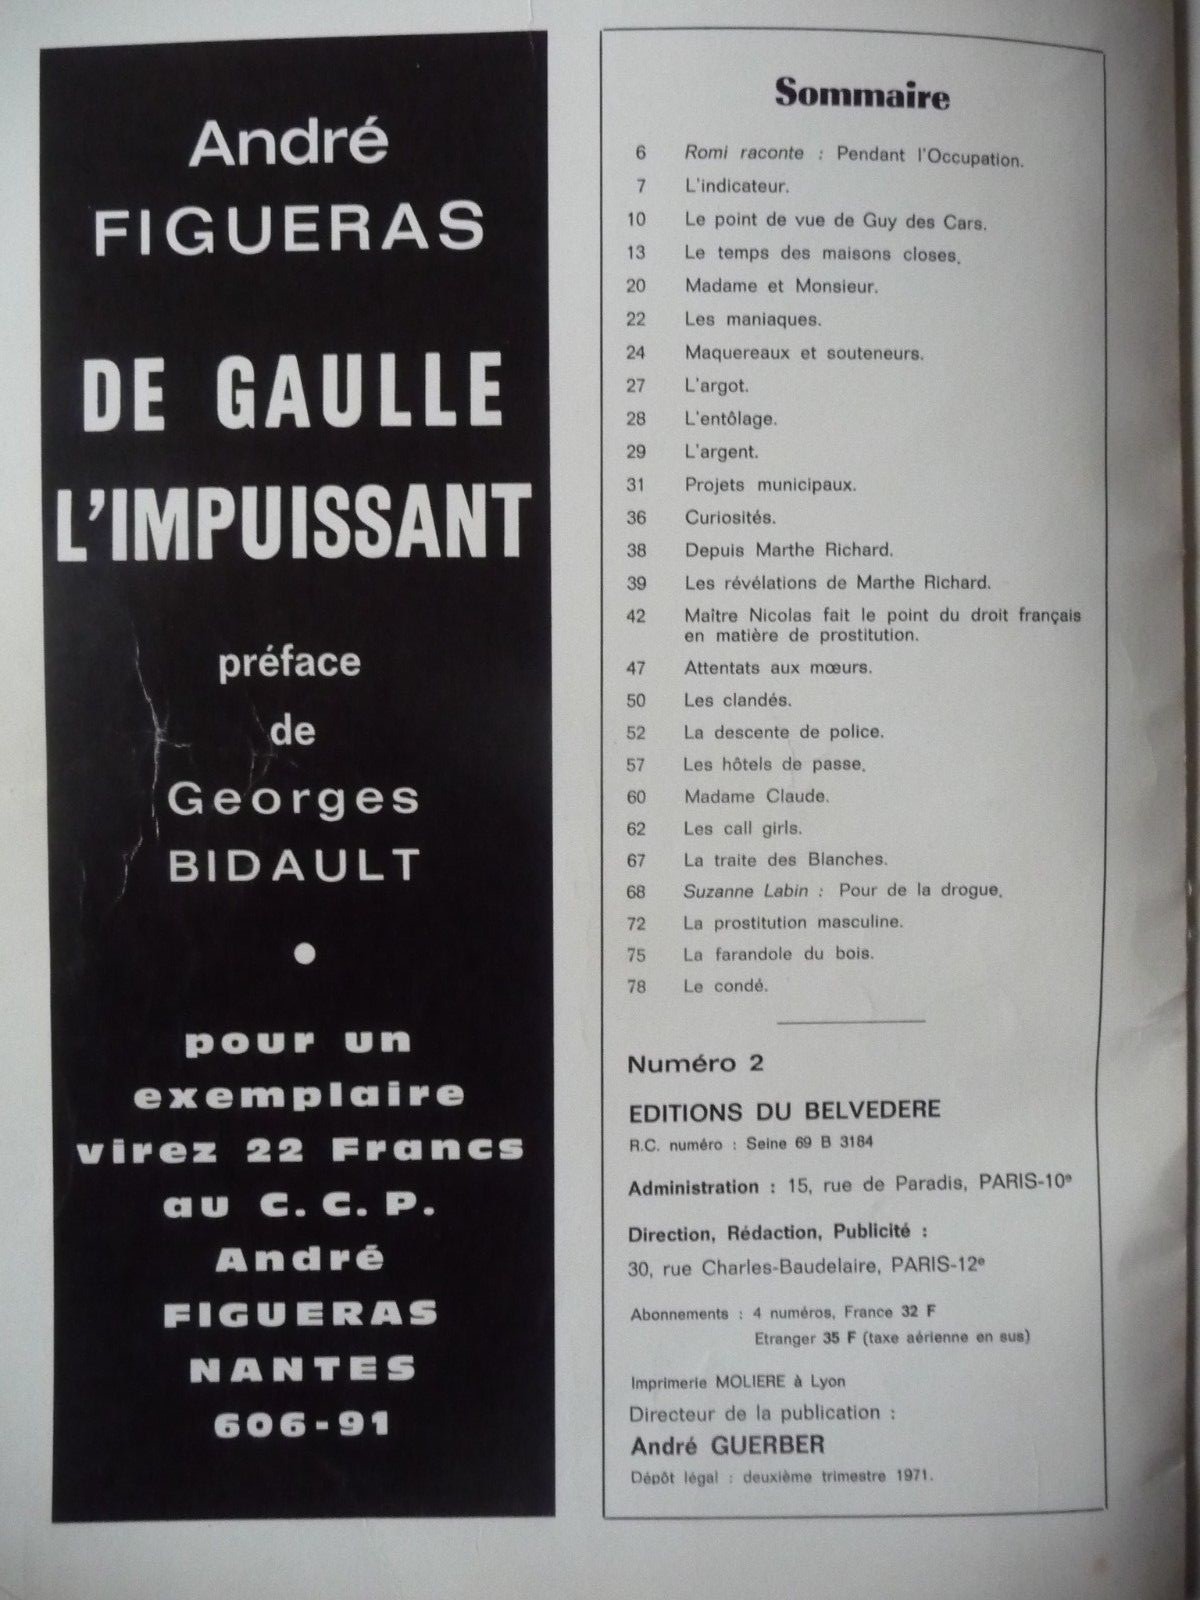 André
FIGUERAS
DE GAULLE
L'IMPUISSANT
préface
de
Georges
BIDAULT
pour un
exemplaire
virez 22 Francs
au C.C.P.
André
FIGUERAS
NANTES
606-91
Sommaire
6 Romi raconte : Pendant l'Occupation.
7 L'indicateur.
10 Le point de vue de Guy des Cars.
13 Le temps des maisons closes.
20 Madame et Monsieur.
22 Les maniaques.
24 Maquereaux et souteneurs.
27 L'argot.
28 L'entôlage.
29 L'argent.
31 Projets municipaux.
36 Curiosités.
38 Depuis Marthe Richard.
39 Les révélations de Marthe Richard.
42 Maître Nicolas fait le point du droit français
en matière de prostitution.
47 Attentats aux mœurs.
50 Les clandés.
52 La descente de police.
57 Les hôtels de passe.
60 Madame Claude.
62 Les call girls.
67 La traite des Blanches.
68 Suzanne Labin : Pour de la drogue.
72 La prostitution masculine.
75 La farandole du bois.
78 Le condé.
Numéro 2
EDITIONS DU BELVEDERE
R.C. numéro : Seine 69 B 3184
Administration : 15, rue de Paradis, PARIS-10e
Direction, Rédaction, Publicité :
30, rue Charles-Baudelaire, PARIS-12e
Abonnements : 4 numéros, France 32 F
Etranger 35 F (taxe aérienne en sus)
Imprimerie MOLIERE à Lyon
Directeur de la publication :
André GUERBER
Dépôt légal : deuxième trimestre 1971.